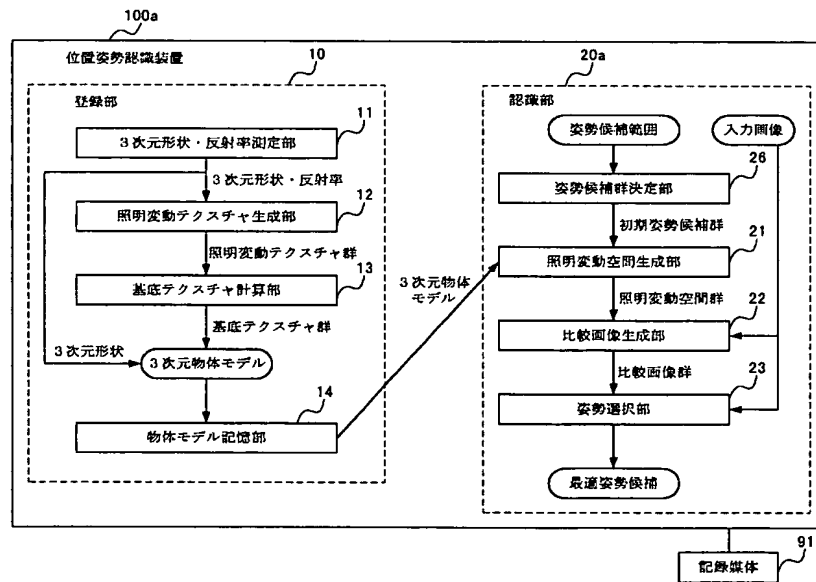 100a
位置姿勢認識装置
10
登録部
11
3次元形状・反射率測定部
3次元形状・反射率
12
照明変動テクスチャ生成部
照明変動テクスチャ群
13
基底テクスチャ計算部
基底テクスチャ群
3次元形状
3次元物体モデル
14
物体モデル記憶部
3次元物体
モデル
20a
認識部
姿勢候補範囲
入力画像
26
姿勢候補群決定部
初期姿勢候補群
21
照明変動空間生成部
照明変動空間群
22
比較画像生成部
比較画像群
23
姿勢選択部
最適姿勢候補
91
記録媒体